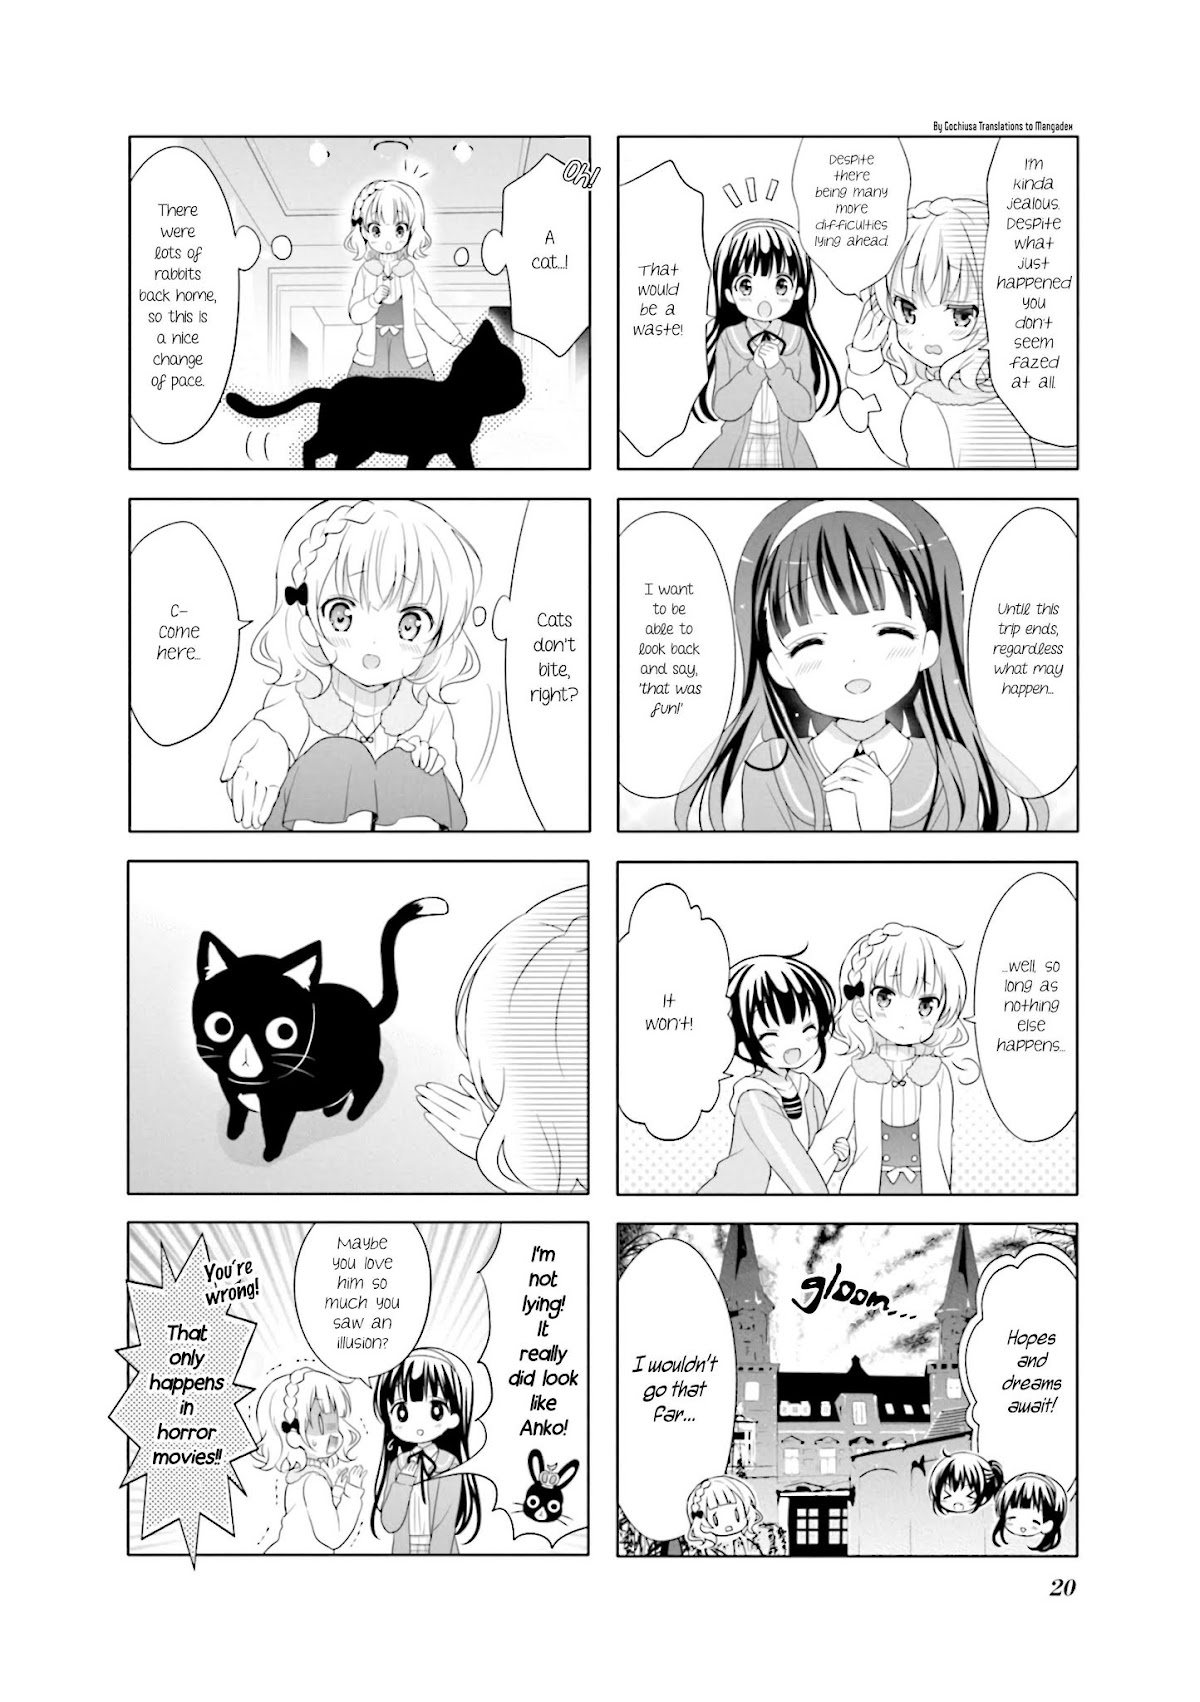 By Gochiusa Translations to Mangadex
I'm
kinda
jealous.
Despite
what
just
happened
you
don't
seem
fazed
at all.
Despite
there
being many
more
difficulties
lying ahead.
That
would
be a
waste!
Until this
trip ends,
regardless
what may
happen...
I want
to be
able to
look back
and say,
'that was
fun!'
...well, so
long as
nothing
else
happens...
It
won't!
Hopes
and
dreams
await!
gloom...
I wouldn't
go that
far...
Oh!
A
cat...!
There
were
lots of
rabbits
back home,
so this is
a nice
change
of pace.
Cats
don't
bite,
right?
C-
come
here...
I'm
not
lying!
It
really
did look
like
Anko!
Maybe
you love
him so
much you
saw an
illusion?
You're
wrong!
That
only
happens
in
horror
movies!!
20